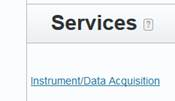 Services [?]
Instrument/Data Acquisition